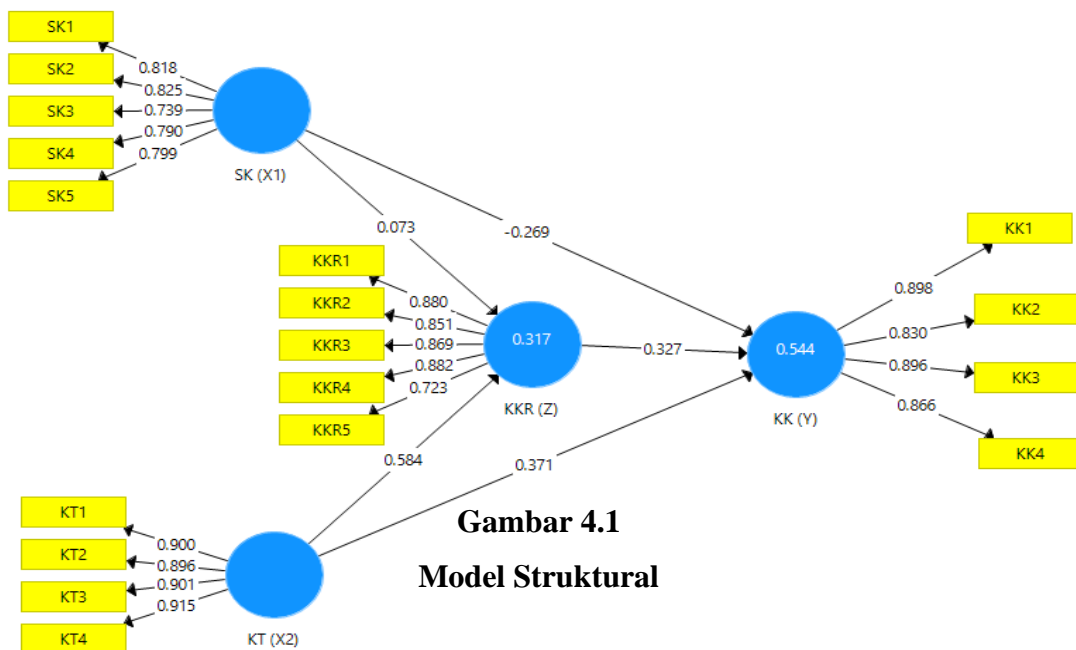 SK1
SK2
SK3
SK4
SK5
0.818
0.825
0.739
0.790
0.799
SK (X1)
0.073
-0.269
KKR1
KKR2
KKR3
KKR4
KKR5
0.880
0.851
0.869
0.882
0.723
0.317
KKR (Z)
0.327
0.544
KK (Y)
0.898
0.830
0.896
0.866
KK1
KK2
KK3
KK4
0.584
0.371
KT1
KT2
KT3
KT4
0.900
0.896
0.901
0.915
KT (X2)
Gambar 4.1
Model Struktural